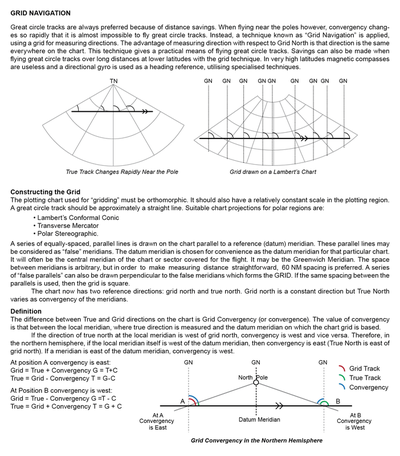 GRID NAVIGATION
Great circle tracks are always preferred because of distance savings. When flying near the poles however, convergency chang-
es so rapidly that it is almost impossible to fly great circle tracks. Instead, a technique known as “Grid Navigation” is applied,
using a grid for measuring directions. The advantage of measuring direction with respect to Grid North is that direction is the same
everywhere on the chart. This technique gives a practical means of flying great circle tracks. Savings can also be made when
flying great circle tracks over long distances at lower latitudes with the grid technique. In very high latitudes magnetic compasses
are useless and a directional gyro is used as a heading reference, utilising specialised techniques.
TN
GN GN GN GN GN GN GN GN GN
True Track Changes Rapidly Near the Pole
Grid drawn on a Lambert's Chart
Constructing the Grid
The plotting chart used for “gridding” must be orthomorphic. It should also have a relatively constant scale in the plotting region.
A great circle track should be approximately a straight line. Suitable chart projections for polar regions are:
• Lambert's Conformal Conic
• Transverse Mercator
• Polar Stereographic.
A series of equally-spaced, parallel lines is drawn on the chart parallel to a reference (datum) meridian. These parallel lines may
be considered as “false” meridians. The datum meridian is chosen for convenience as the datum meridian for that particular chart.
It will often be the central meridian of the chart or sector covered for the flight. It may be the Greenwich Meridian. The space
between meridians is arbitrary, but in order to make measuring distance straightforward, 60 NM spacing is preferred. A series
of “false parallels” can also be drawn perpendicular to the false meridians which forms the GRID. If the same spacing between the
parallels is used, then the grid is square.
The chart now has two reference directions: grid north and true north. Grid north is a constant direction but True North
varies as convergency of the meridians.
Definition
The difference between True and Grid directions on the chart is Grid Convergency (or convergence). The value of convergency
is that between the local meridian, where true direction is measured and the datum meridian on which the chart grid is based.
If the direction of true north at the local meridian is west of grid north, convergency is west and vice versa. Therefore, in
the northern hemisphere, if the local meridian itself is west of the datum meridian, then convergency is east (True North is east of
grid north). If a meridian is east of the datum meridian, convergency is west.
At position A convergency is east:
Grid = True + Convergency G = T+C
True = Grid - Convergency T = G-C
At Position B convergency is west:
Grid = True - Convergency G =T - C
True = Grid + Convergency T = G + C
GN GN GN
North Pole
Grid Track
True Track
Convergency
A
B
At A
Convergency
is East
Datum Meridian
At B
Convergency
is West
Grid Convergency in the Northern Hemisphere